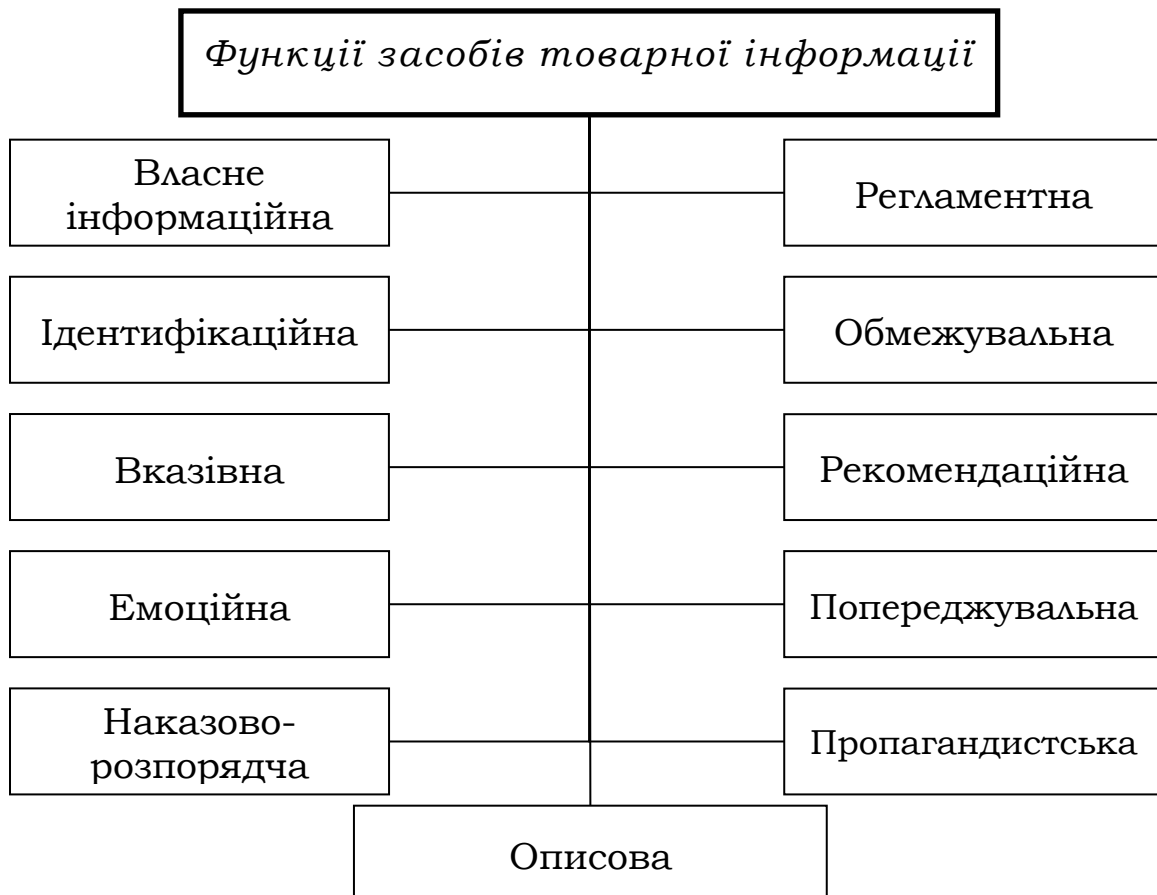 Функції засобів товарної інформації
Власне
інформаційна
Регламентна
Ідентифікаційна
Обмежувальна
Вказівна
Рекомендаційна
Емоційна
Попереджувальна
Наказово-
розпорядча
Пропагандистська
Описова